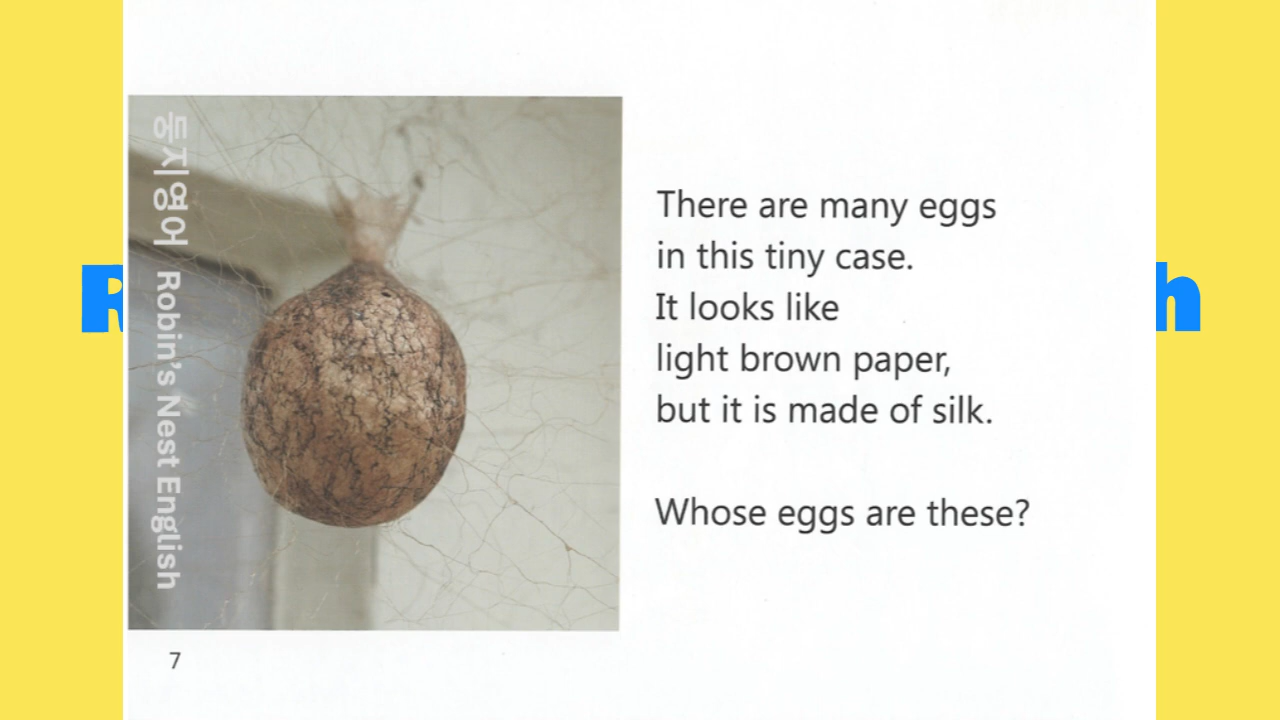 둥지영어 Robin's Nest English
There are many eggs
in this tiny case.
It looks like
light brown paper,
but it is made of silk.
Whose eggs are these?
7
R
h